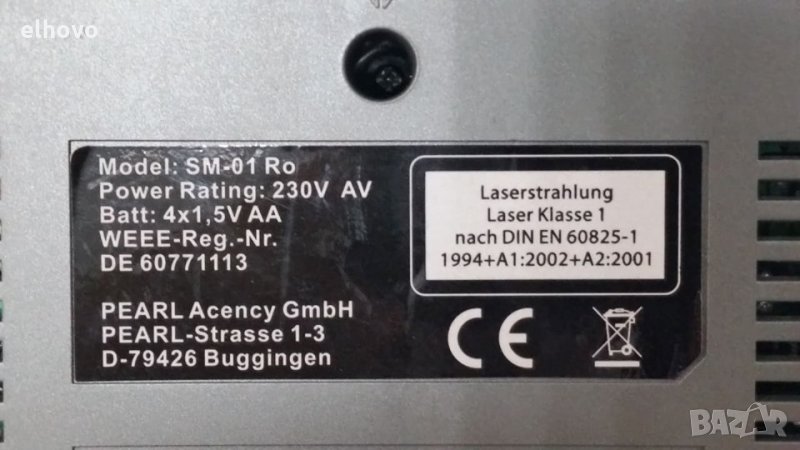 elhovo
Model: SM-01 Ro
Power Rating: 230V AV
Batt: 4x1,5V AA
WEEE-Reg.-Nr.
DE 60771113
PEARL Acency GmbH
PEARL-Strasse 1-3
D-79426 Buggingen
Laserstrahlung
Laser Klasse 1
nach DIN EN 60825-1
1994+A1:2002+A2:2001
CE
BAZAR